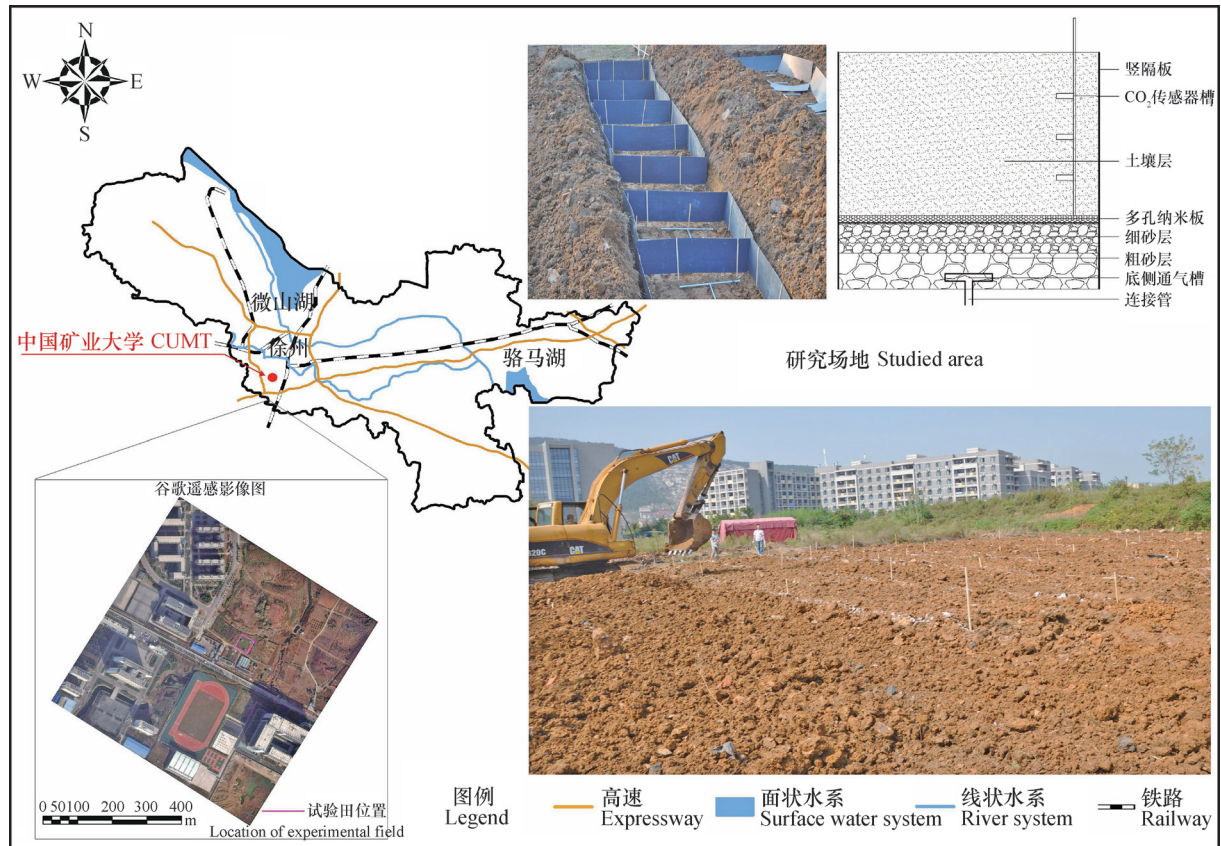 N
W
E
S
微山湖
中国矿业大学 CUMT
徐州
骆马湖
竖隔板
CO₂传感器槽
土壤层
多孔纳米板
细砂层
粗砂层
底侧通气槽
连接管
研究场地 Studied area
CAT
CAT
320C
谷歌遥感影像图
0 50 100 200 300 400
m
试验田位置
Location of experimental field
图例
Legend
高速
Expressway
面状水系
Surface water system
线状水系
River system
铁路
Railway